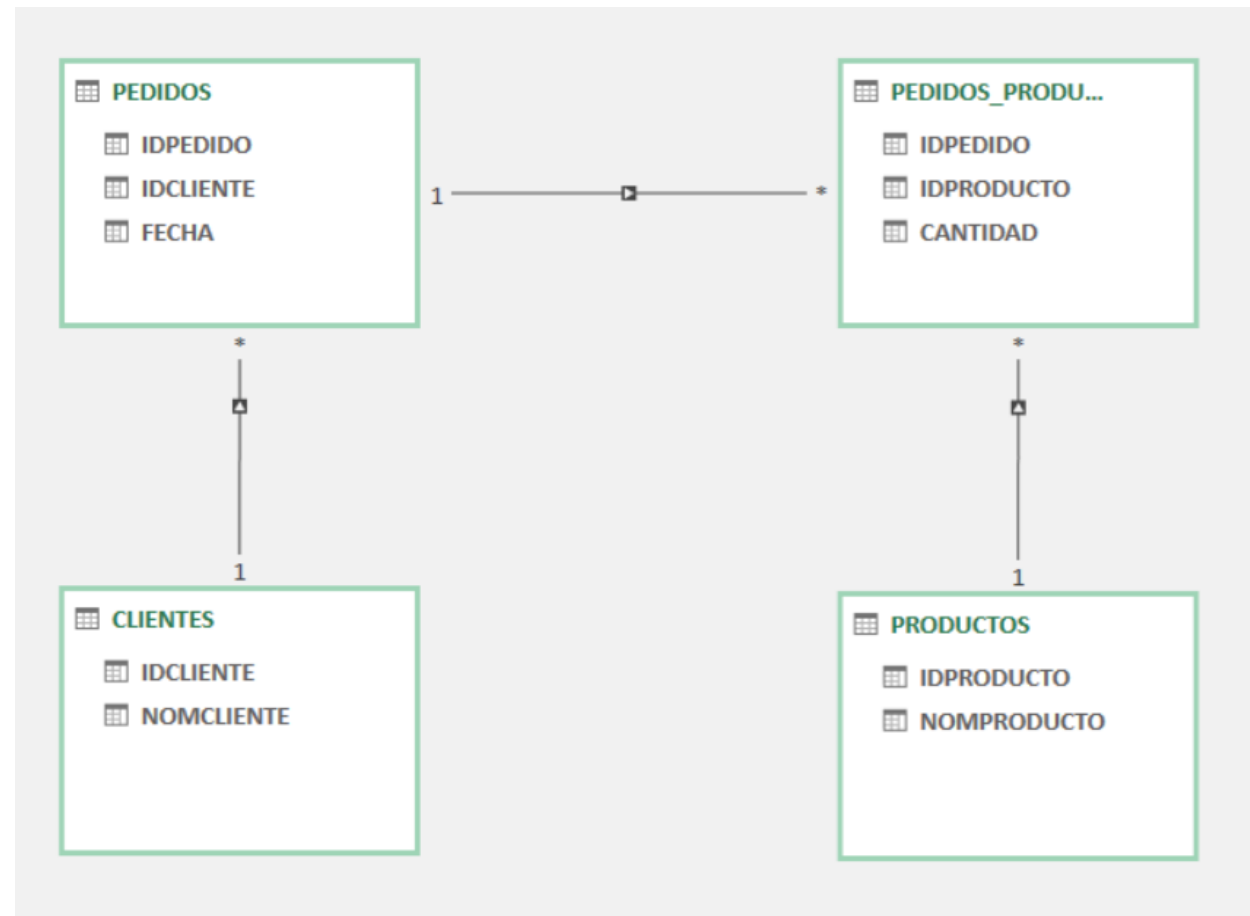 PEDIDOS
IDPEDIDO
IDCLIENTE
FECHA
1
*
PEDIDOS_PRODU...
IDPEDIDO
IDPRODUCTO
CANTIDAD
*
1
CLIENTES
IDCLIENTE
NOMCLIENTE
*
1
PRODUCTOS
IDPRODUCTO
NOMPRODUCTO